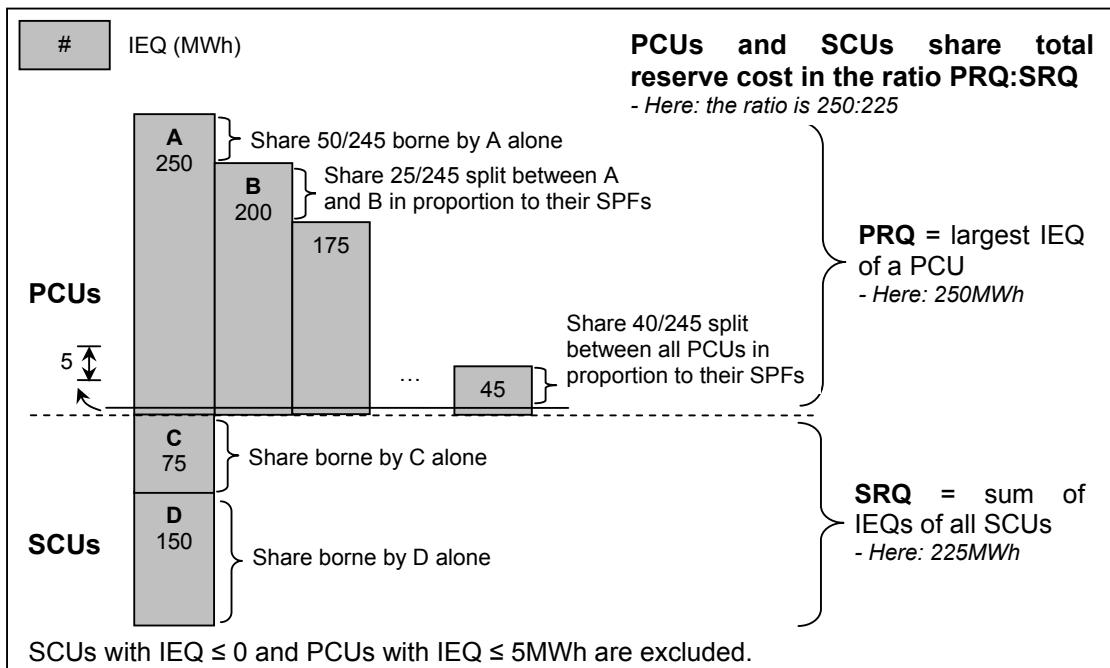 #
IEQ (MWh)
PCUs and SCUs share total
reserve cost in the ratio PRQ:SRQ
- Here: the ratio is 250:225
A
250
Share 50/245 borne by A alone
B
200
Share 25/245 split between A
and B in proportion to their SPFs
175
PCUs
PRQ = largest IEQ
of a PCU
- Here: 250MWh
5
…
45
Share 40/245 split
between all PCUs in
proportion to their SPFs
C
75
Share borne by C alone
SCUs
D
150
Share borne by D alone
SRQ = sum of
IEQs of all SCUs
- Here: 225MWh
SCUs with IEQ ≤ 0 and PCUs with IEQ ≤ 5MWh are excluded.